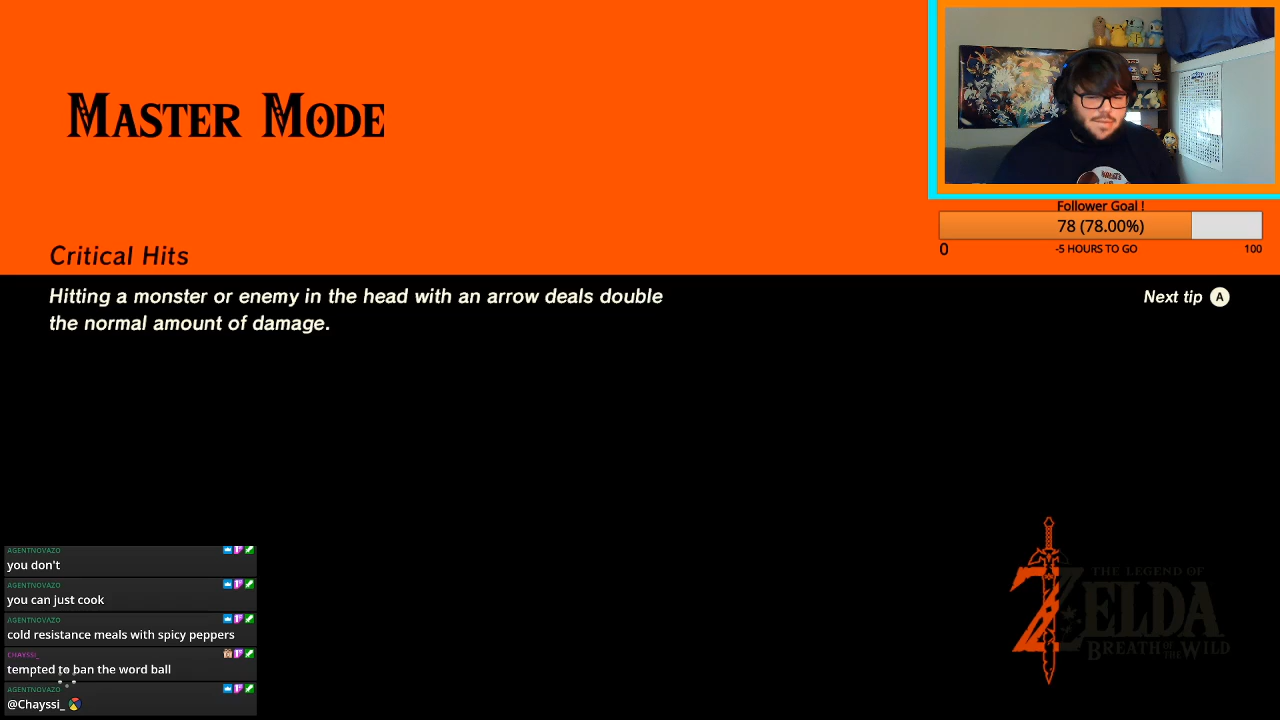 Master Mode
Follower Goal !
78 (78.00%)
0
-5 HOURS TO GO
100
Critical Hits
Hitting a monster or enemy in the head with an arrow deals double
the normal amount of damage.
Next tip A
AGENTNOVAZO
you don't
AGENTNOVAZO
you can just cook
AGENTNOVAZO
cold resistance meals with spicy peppers
CHAYSSI_
tempted to ban the word ball
AGENTNOVAZO
@Chayssi_
THE LEGEND OF
ZELDA
BREATH OF THE WILD